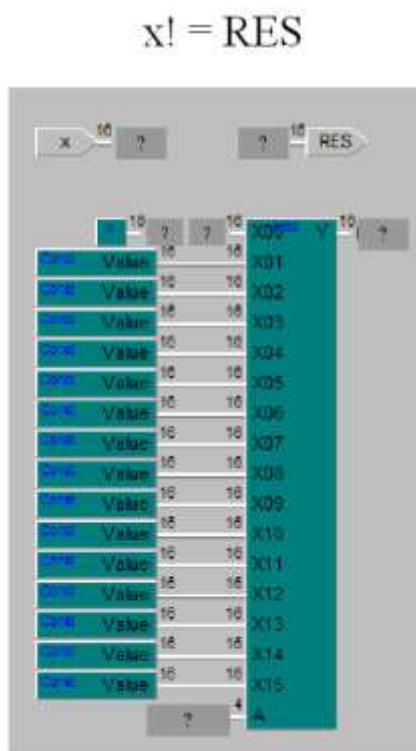 x! = RES
x 16 ? ? 16 RES
16 ? ? 16 X00 Y 16 ?
Const Value 16 16 X01
Const Value 16 16 X02
Const Value 16 16 X03
Const Value 16 16 X04
Const Value 16 16 X05
Const Value 16 16 X06
Const Value 16 16 X07
Const Value 16 16 X08
Const Value 16 16 X09
Const Value 16 16 X10
Const Value 16 16 X11
Const Value 16 16 X12
Const Value 16 16 X13
Const Value 16 16 X14
Const Value 16 16 X15
? 4 A